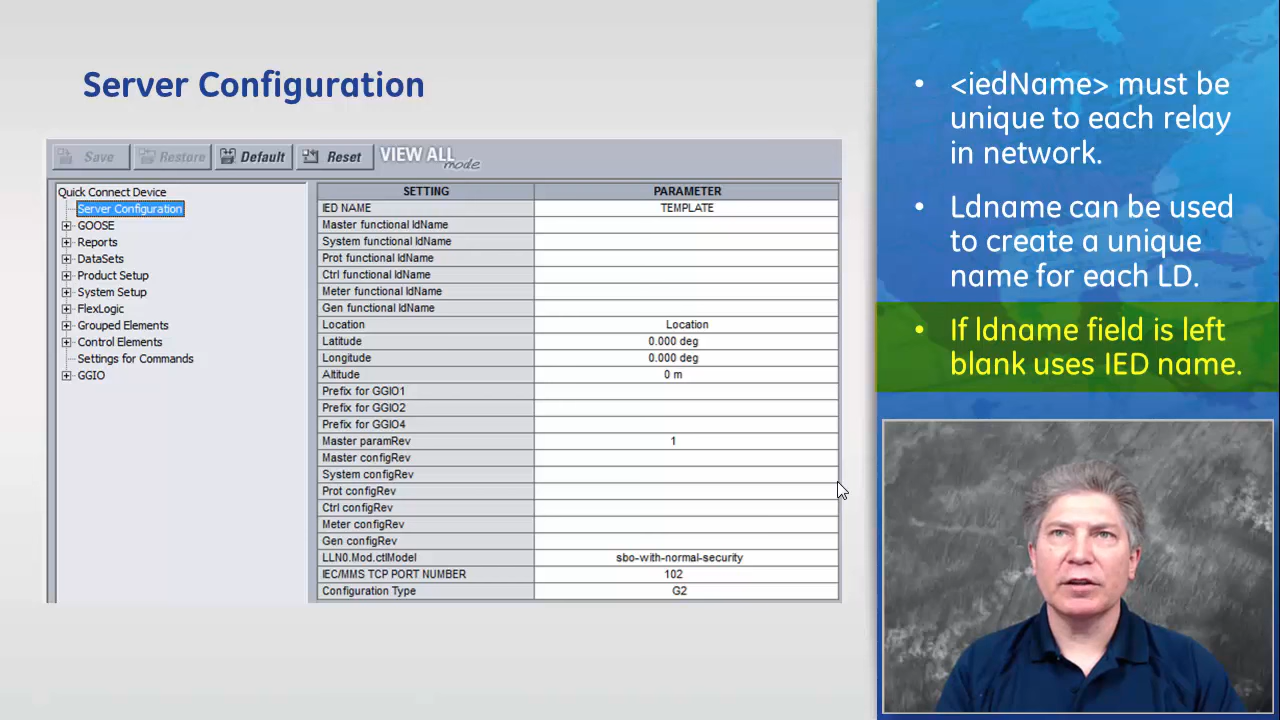 Server Configuration
Save Restore Default Reset VIEW ALL mode
Quick Connect Device
Server Configuration
GOOSE
Reports
DataSets
Product Setup
System Setup
FlexLogic
Grouped Elements
Control Elements
Settings for Commands
GGIO
SETTING PARAMETER
IED NAME TEMPLATE
Master functional ldName
System functional ldName
Prot functional ldName
Ctrl functional ldName
Meter functional ldName
Gen functional ldName
Location Location
Latitude 0.000 deg
Longitude 0.000 deg
Altitude 0 m
Prefix for GGIO1
Prefix for GGIO2
Prefix for GGIO4
Master paramRev 1
Master configRev
System configRev
Prot configRev
Ctrl configRev
Meter configRev
Gen configRev
LLN0.Mod.ctlModel sbo-with-normal-security
IEC/MMS TCP PORT NUMBER 102
Configuration Type G2
• <iedName> must be
unique to each relay
in network.
• Ldname can be used
to create a unique
name for each LD.
• If ldname field is left
blank uses IED name.